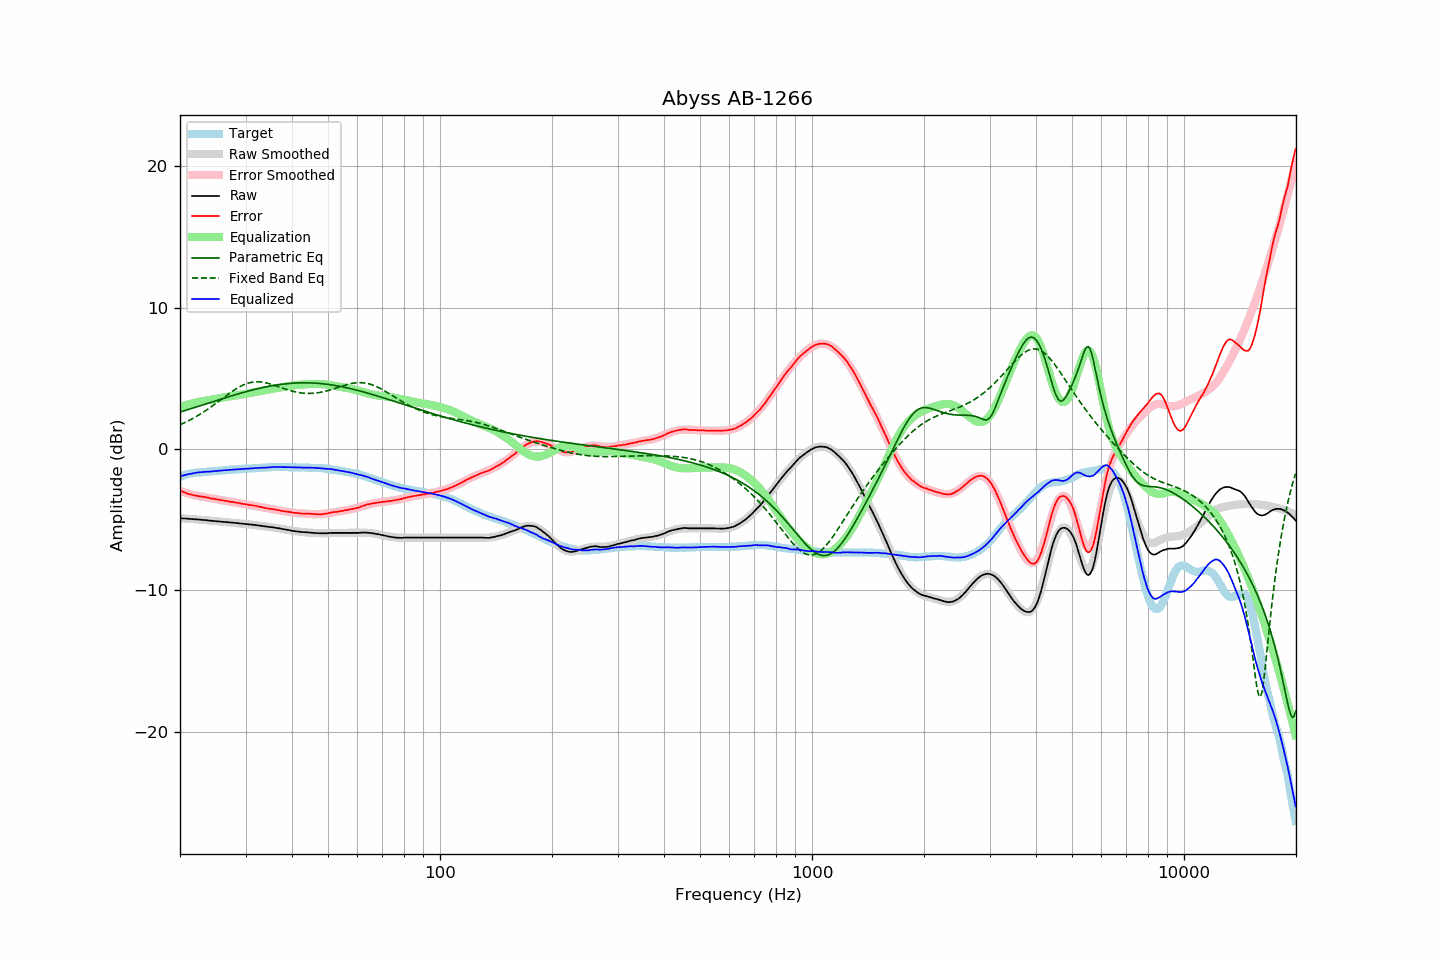 Abyss AB-1266
Target
Raw Smoothed
Error Smoothed
Raw
Error
Equalization
Parametric Eq
Fixed Band Eq
Equalized
20
10
0
−10
−20
Amplitude (dBr)
100
1000
10000
Frequency (Hz)